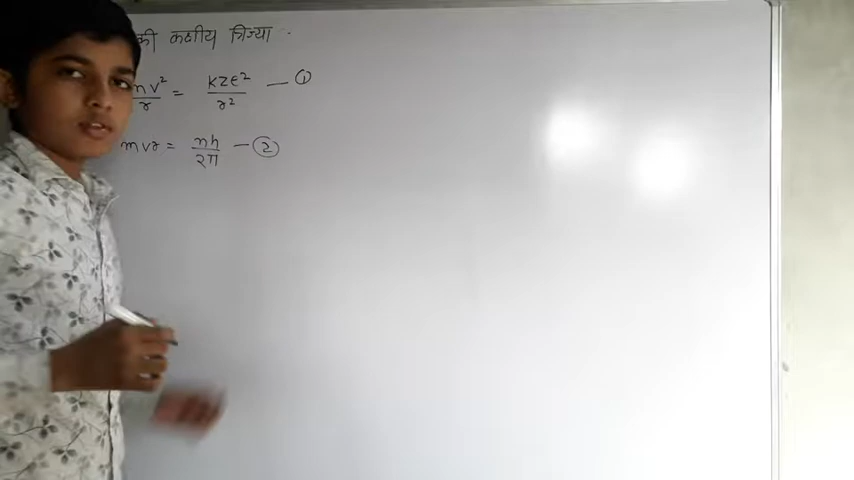 की कक्षीय त्रिज्या :-
mv²/r = KZe²/r² — ①
mvr = nh/2π — ②